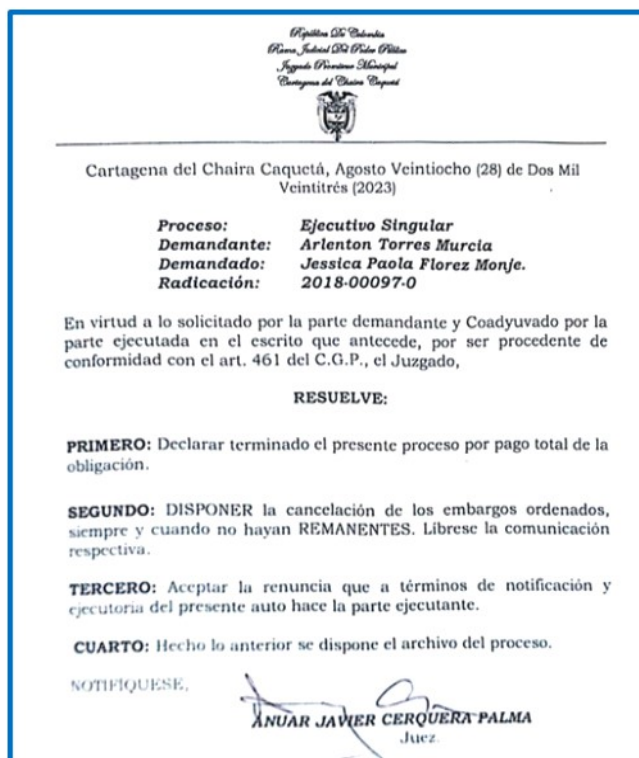 República De Colombia
Rama Judicial Del Poder Público
Juzgado Promiscuo Municipal
Cartagena del Chaira Caquetá
Cartagena del Chaira Caquetá, Agosto Veintiocho (28) de Dos Mil
Veintitrés (2023)
Proceso: Ejecutivo Singular
Demandante: Arlenton Torres Murcia
Demandado: Jessica Paola Florez Monje.
Radicación: 2018-00097-0
En virtud a lo solicitado por la parte demandante y Coadyuvado por la
parte ejecutada en el escrito que antecede, por ser procedente de
conformidad con el art. 461 del C.G.P., el Juzgado,
RESUELVE:
PRIMERO: Declarar terminado el presente proceso por pago total de la
obligación.
SEGUNDO: DISPONER la cancelación de los embargos ordenados,
siempre y cuando no hayan REMANENTES. Líbrese la comunicación
respectiva.
TERCERO: Aceptar la renuncia que a términos de notificación y
ejecutoria del presente auto hace la parte ejecutante.
CUARTO: Hecho lo anterior se dispone el archivo del proceso.
NOTIFÍQUESE,
ANUAR JAVIER CERQUERA PALMA
Juez